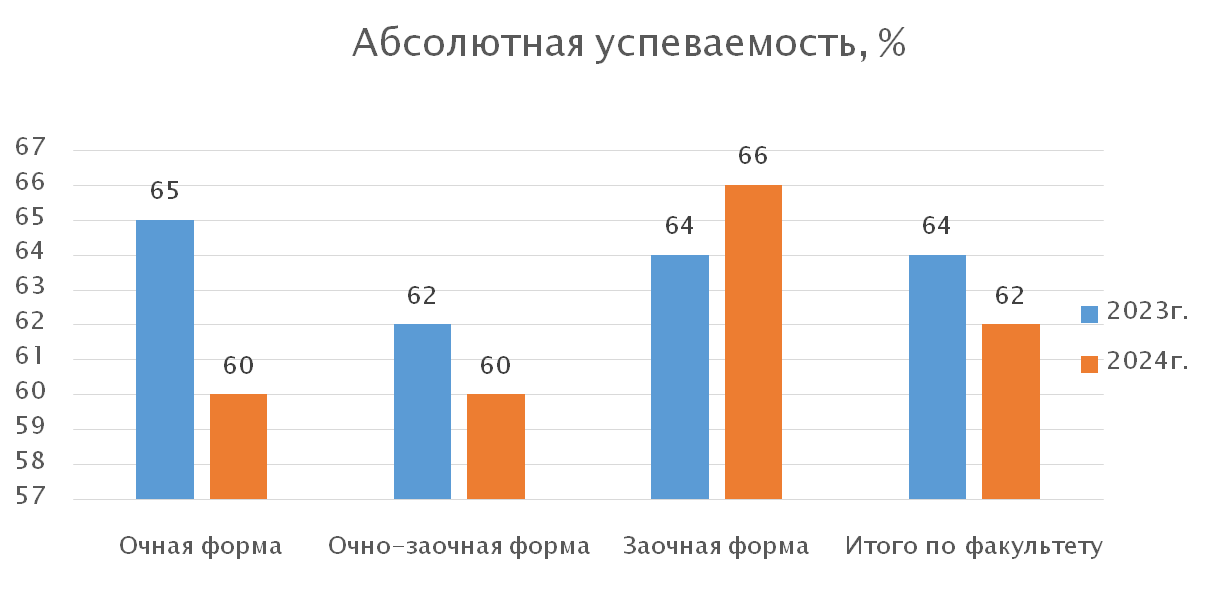 Абсолютная успеваемость, %
67
66
65
64
63
62
61
60
59
58
57
65
60
62
60
64
66
64
62
Очная форма
Очно-заочная форма
Заочная форма
Итого по факультету
2023г.
2024г.